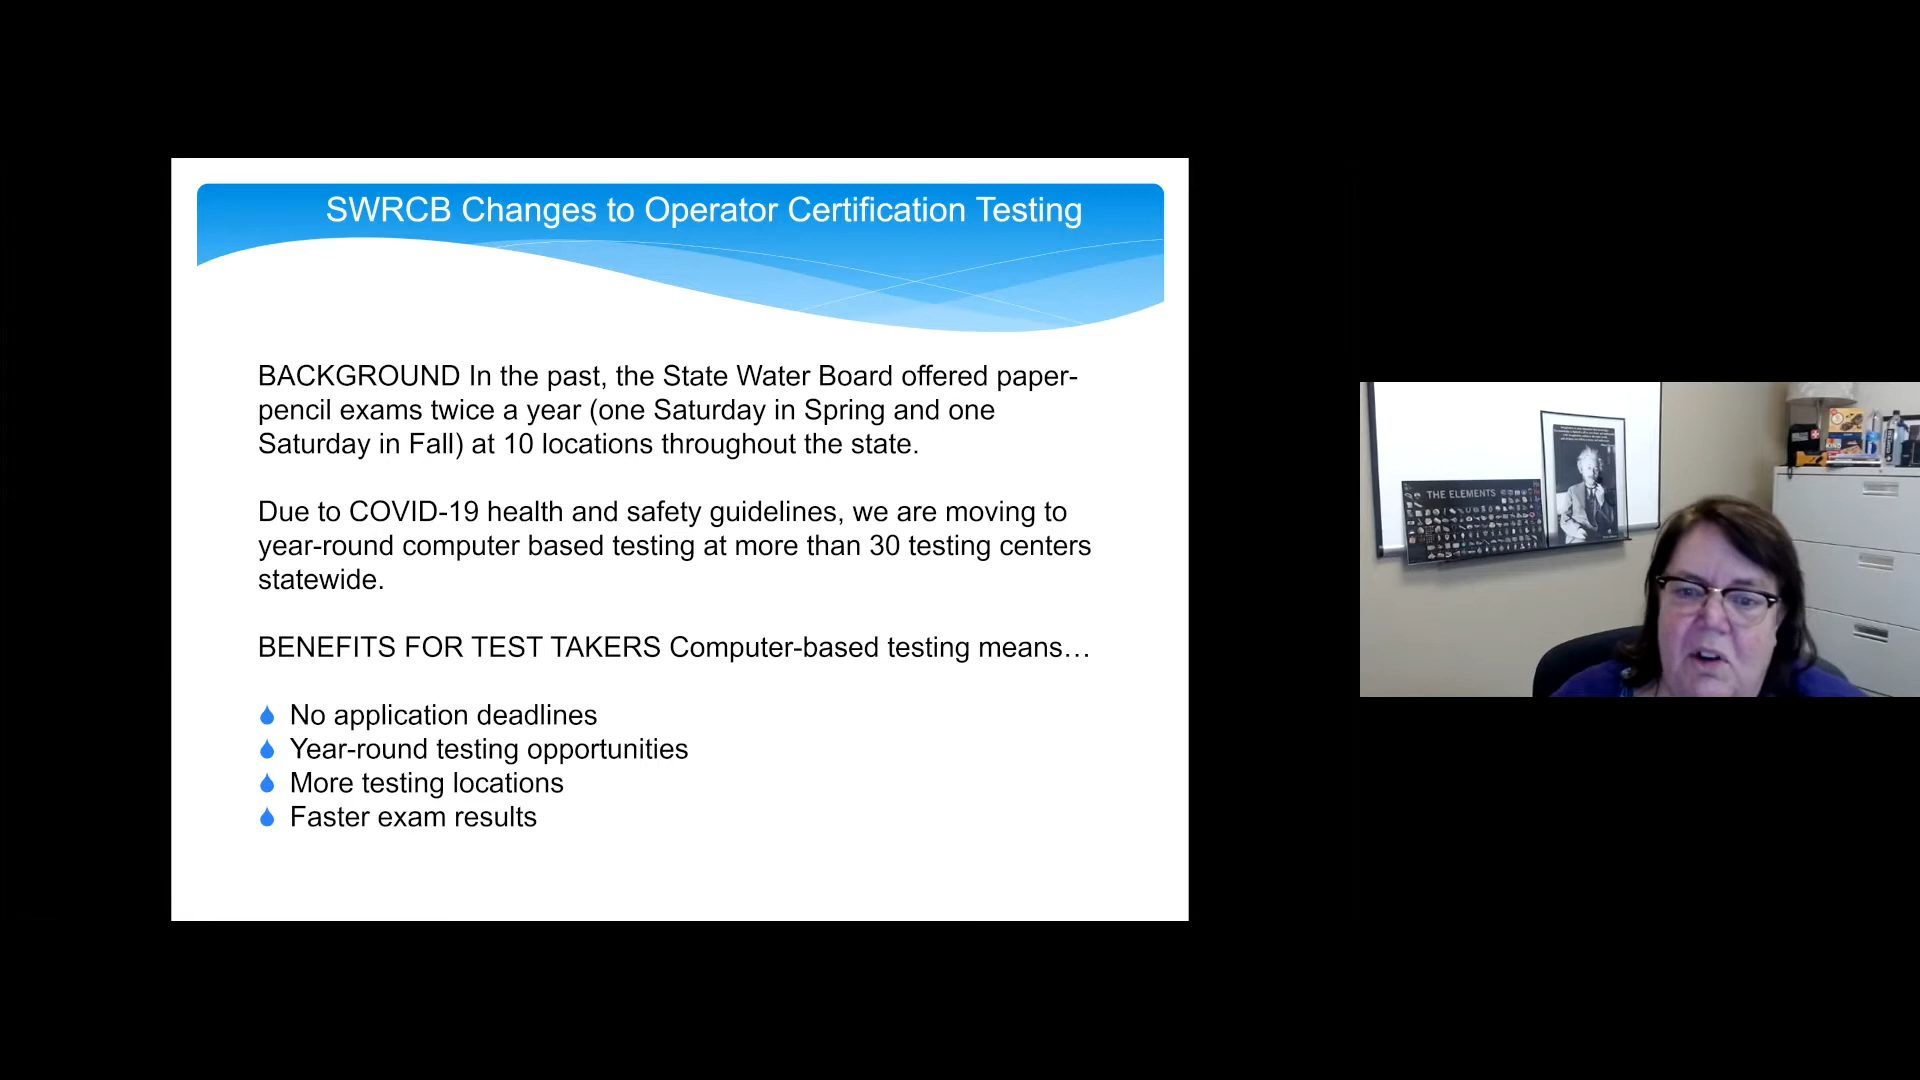 SWRCB Changes to Operator Certification Testing
BACKGROUND In the past, the State Water Board offered paper-
pencil exams twice a year (one Saturday in Spring and one
Saturday in Fall) at 10 locations throughout the state.
Due to COVID-19 health and safety guidelines, we are moving to
year-round computer based testing at more than 30 testing centers
statewide.
BENEFITS FOR TEST TAKERS Computer-based testing means…
No application deadlines
Year-round testing opportunities
More testing locations
Faster exam results
THE ELEMENTS